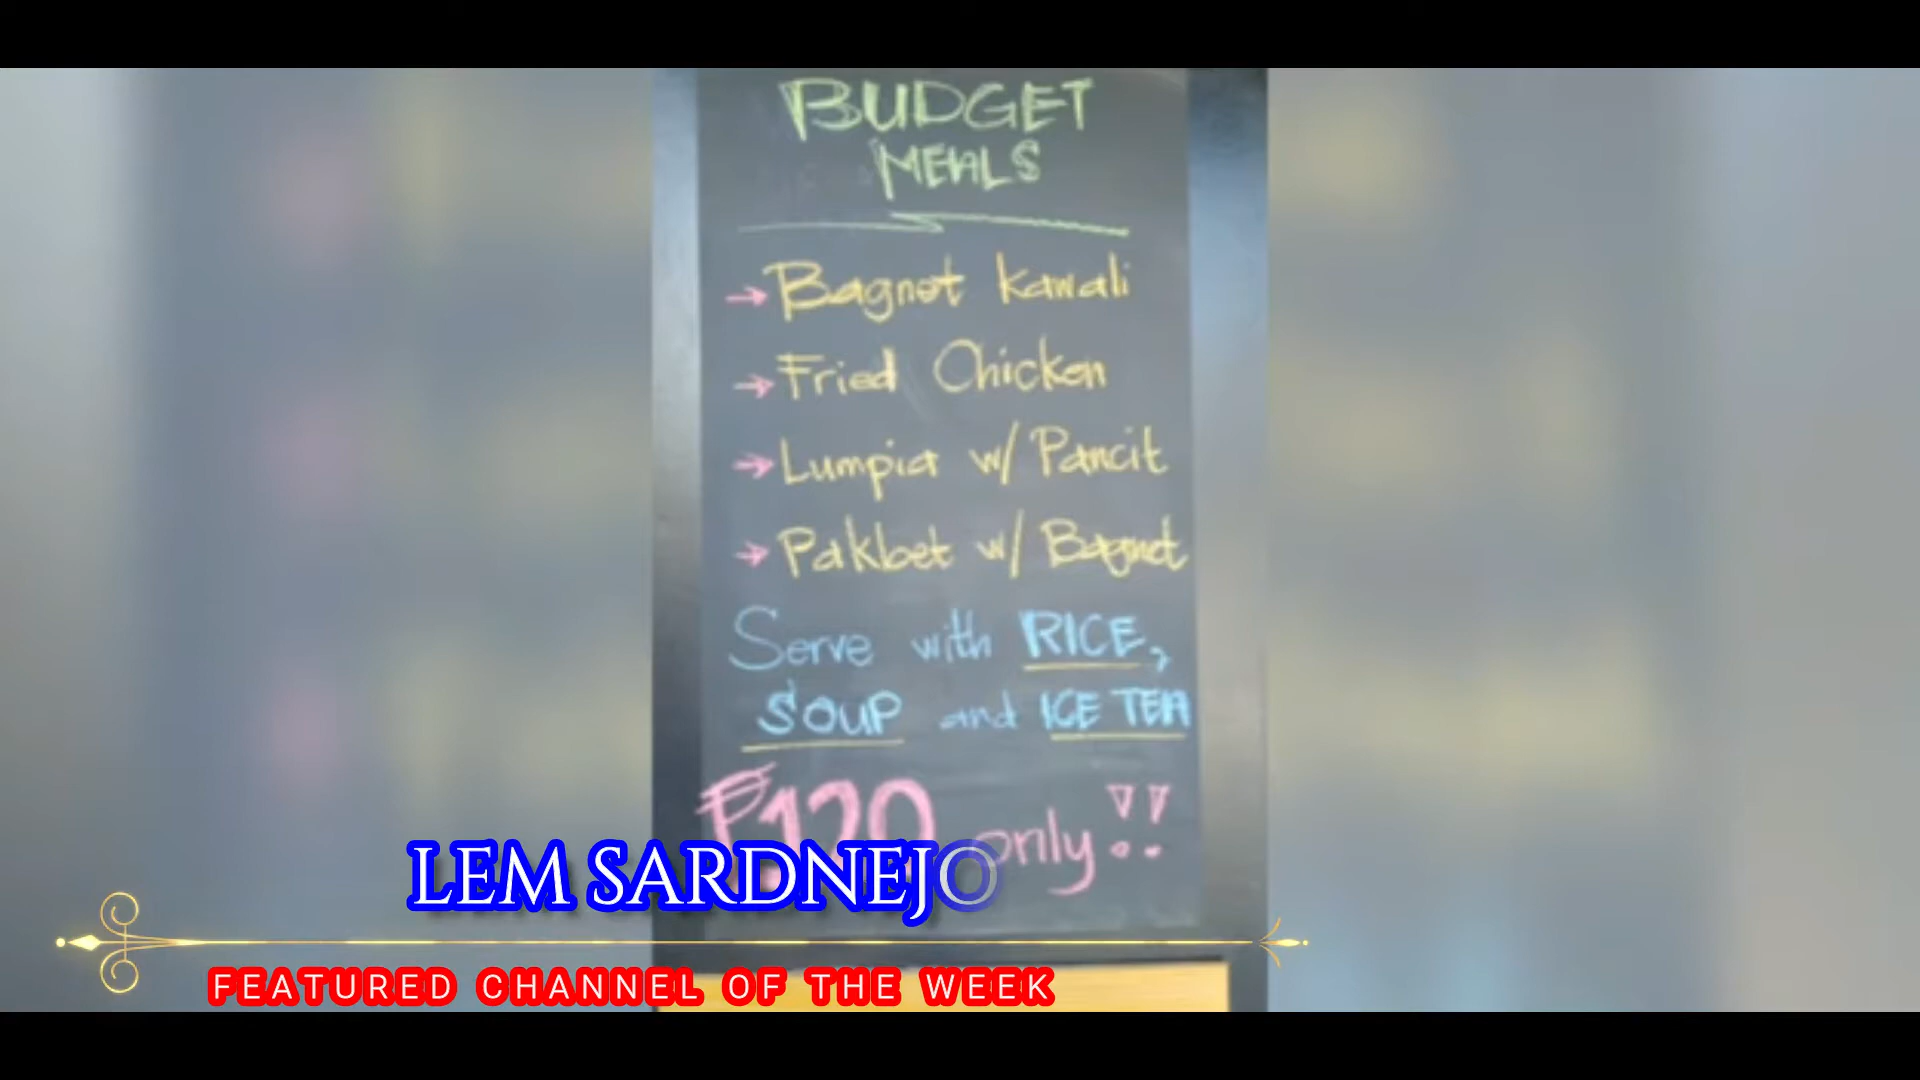 BUDGET
MEALS
→ Bagnet Kawali
→ Fried Chicken
→ Lumpia w/ Pancit
→ Pakbet w/ Bagnet
Serve with RICE,
SOUP and ICE TEA
₱120 only!!
LEM SARDNEJO
FEATURED CHANNEL OF THE WEEK